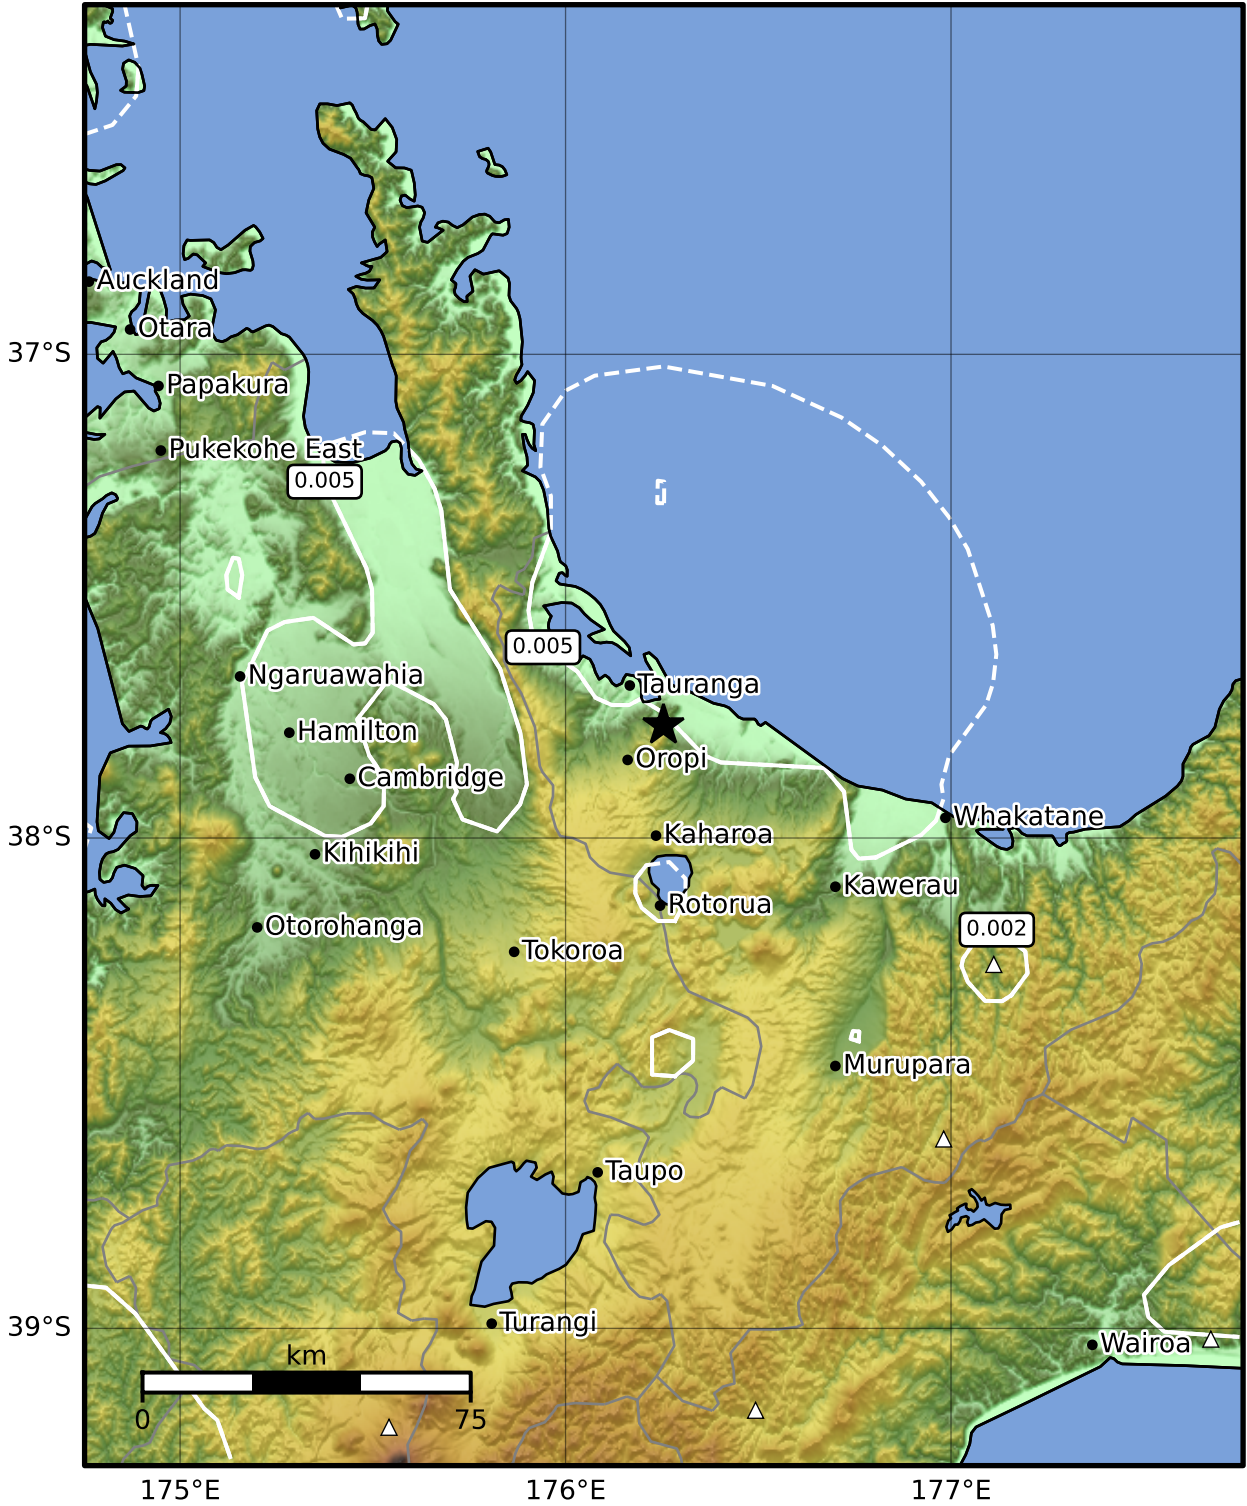 Auckland
Otara
37°S
Papakura
Pukekohe East
0.005
0.005
Ngaruawahia
Tauranga
Hamilton
Oropi
Cambridge
Whakatane
38°S
Kaharoa
Kihikihi
Kawerau
Rotorua
Otorohanga
0.002
Tokoroa
Murupara
Taupo
39°S
Turangi
Wairoa
km
0 75
175°E 176°E 177°E